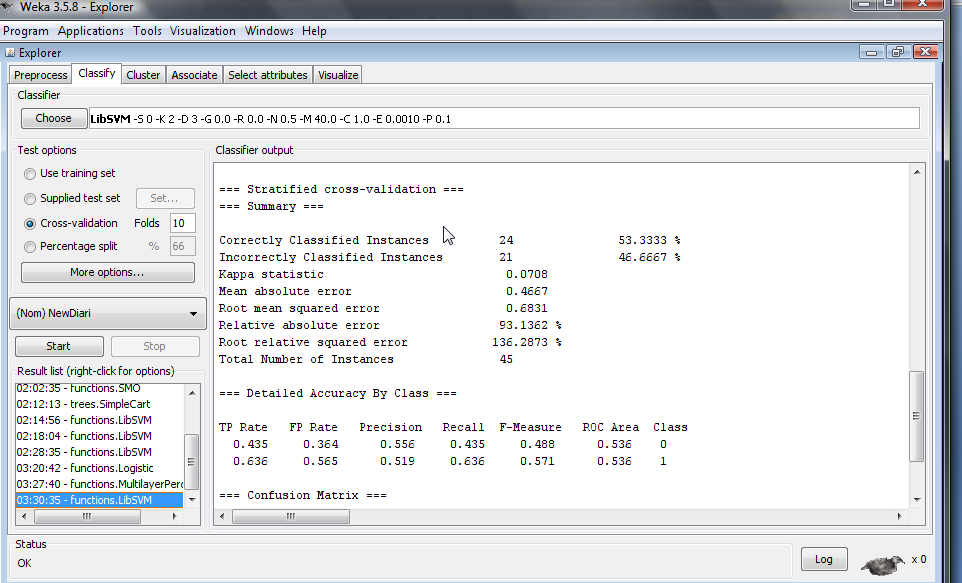 Weka 3.5.8 - Explorer
Program Applications Tools Visualization Windows Help
Explorer
Preprocess Classify Cluster Associate Select attributes Visualize
Classifier
Choose LibSVM -S 0 -K 2 -D 3 -G 0.0 -R 0.0 -N 0.5 -M 40.0 -C 1.0 -E 0.0010 -P 0.1
Test options
Use training set
Supplied test set Set...
Cross-validation Folds 10
Percentage split % 66
More options...
(Nom) NewDiari
Start Stop
Result list (right-click for options)
02:02:35 - functions.SMO
02:12:13 - trees.SimpleCart
02:14:56 - functions.LibSVM
02:18:04 - functions.LibSVM
02:28:35 - functions.LibSVM
03:20:42 - functions.Logistic
03:27:40 - functions.MultilayerPerc
03:30:35 - functions.LibSVM
Classifier output
=== Stratified cross-validation ===
=== Summary ===
Correctly Classified Instances 24 53.3333 %
Incorrectly Classified Instances 21 46.6667 %
Kappa statistic 0.0708
Mean absolute error 0.4667
Root mean squared error 0.6831
Relative absolute error 93.1362 %
Root relative squared error 136.2873 %
Total Number of Instances 45
=== Detailed Accuracy By Class ===
TP Rate FP Rate Precision Recall F-Measure ROC Area Class
0.435 0.364 0.556 0.435 0.488 0.536 0
0.636 0.565 0.519 0.636 0.571 0.536 1
=== Confusion Matrix ===
Status
OK
Log x 0